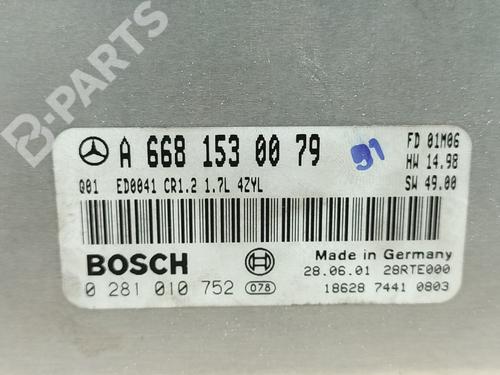 B-PARTS
A 668 153 00 79
91
FD 01M06
HW 14.98
Q01 ED0041 CR1.2 1.7L 4ZYL
SW 49.00
BOSCH
Made in Germany
0 281 010 752 078
28.06.01 28RTE000
18628 7441 0803